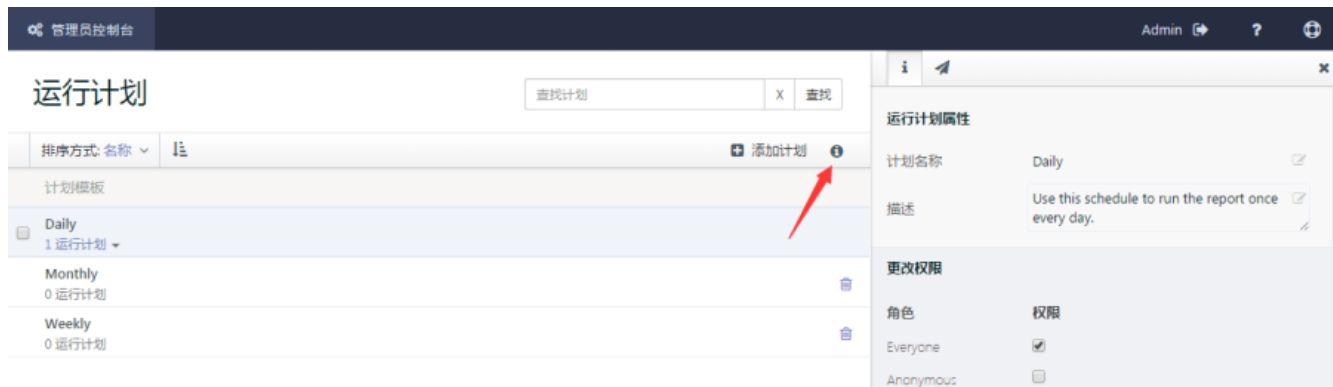 管理员控制台
Admin
?
运行计划
查找计划
X
查找
排序方式: 名称
添加计划
计划模板
Daily
1 运行计划
Monthly
0 运行计划
Weekly
0 运行计划
i
运行计划属性
计划名称
Daily
描述
Use this schedule to run the report once
every day.
更改权限
角色
权限
Everyone
Anonymous